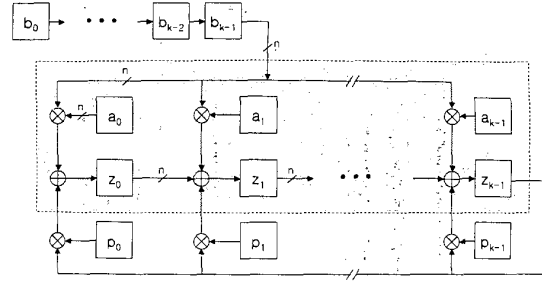 b₀ • • • bₖ₋₂ bₖ₋₁
n
n
n a₀ a₁ aₖ₋₁
z₀ n z₁ n • • • zₖ₋₁
p₀ p₁ pₖ₋₁